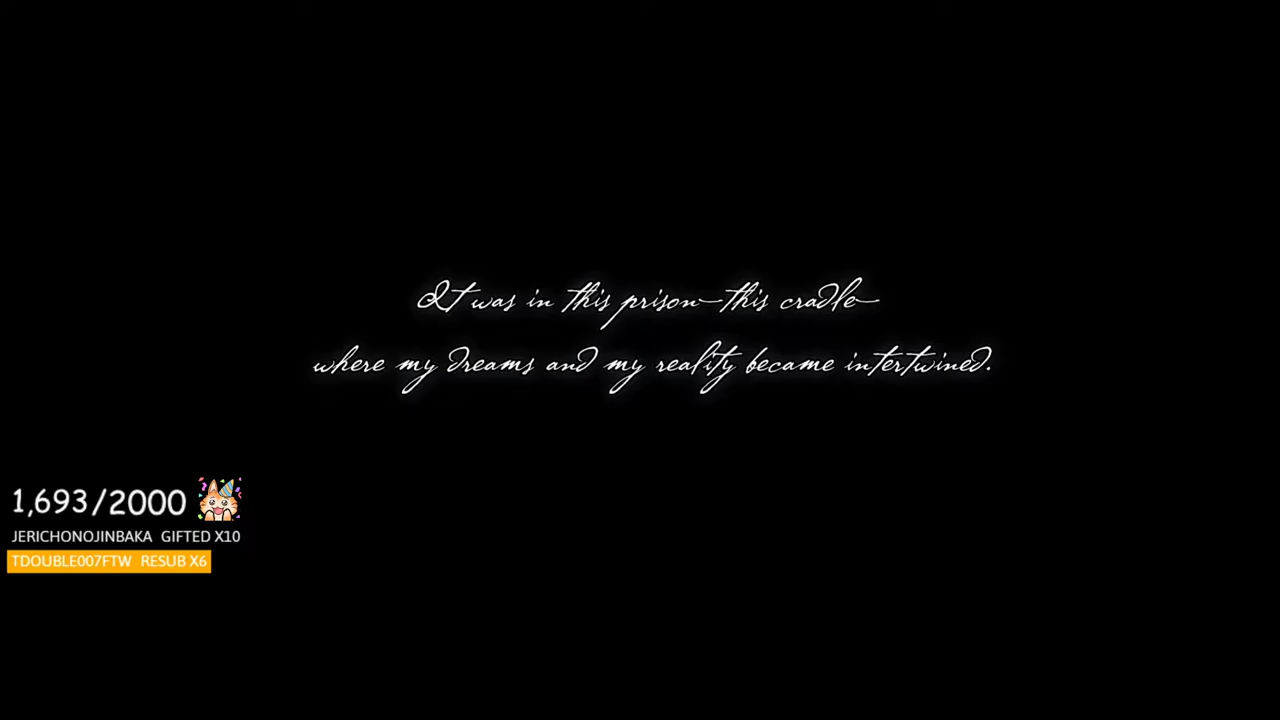 It was in this prison—this cradle—
where my dreams and my reality became intertwined.
1,693/2000
JERICHONOJINBAKA GIFTED X10
TDOUBLE007FTW RESUB X6